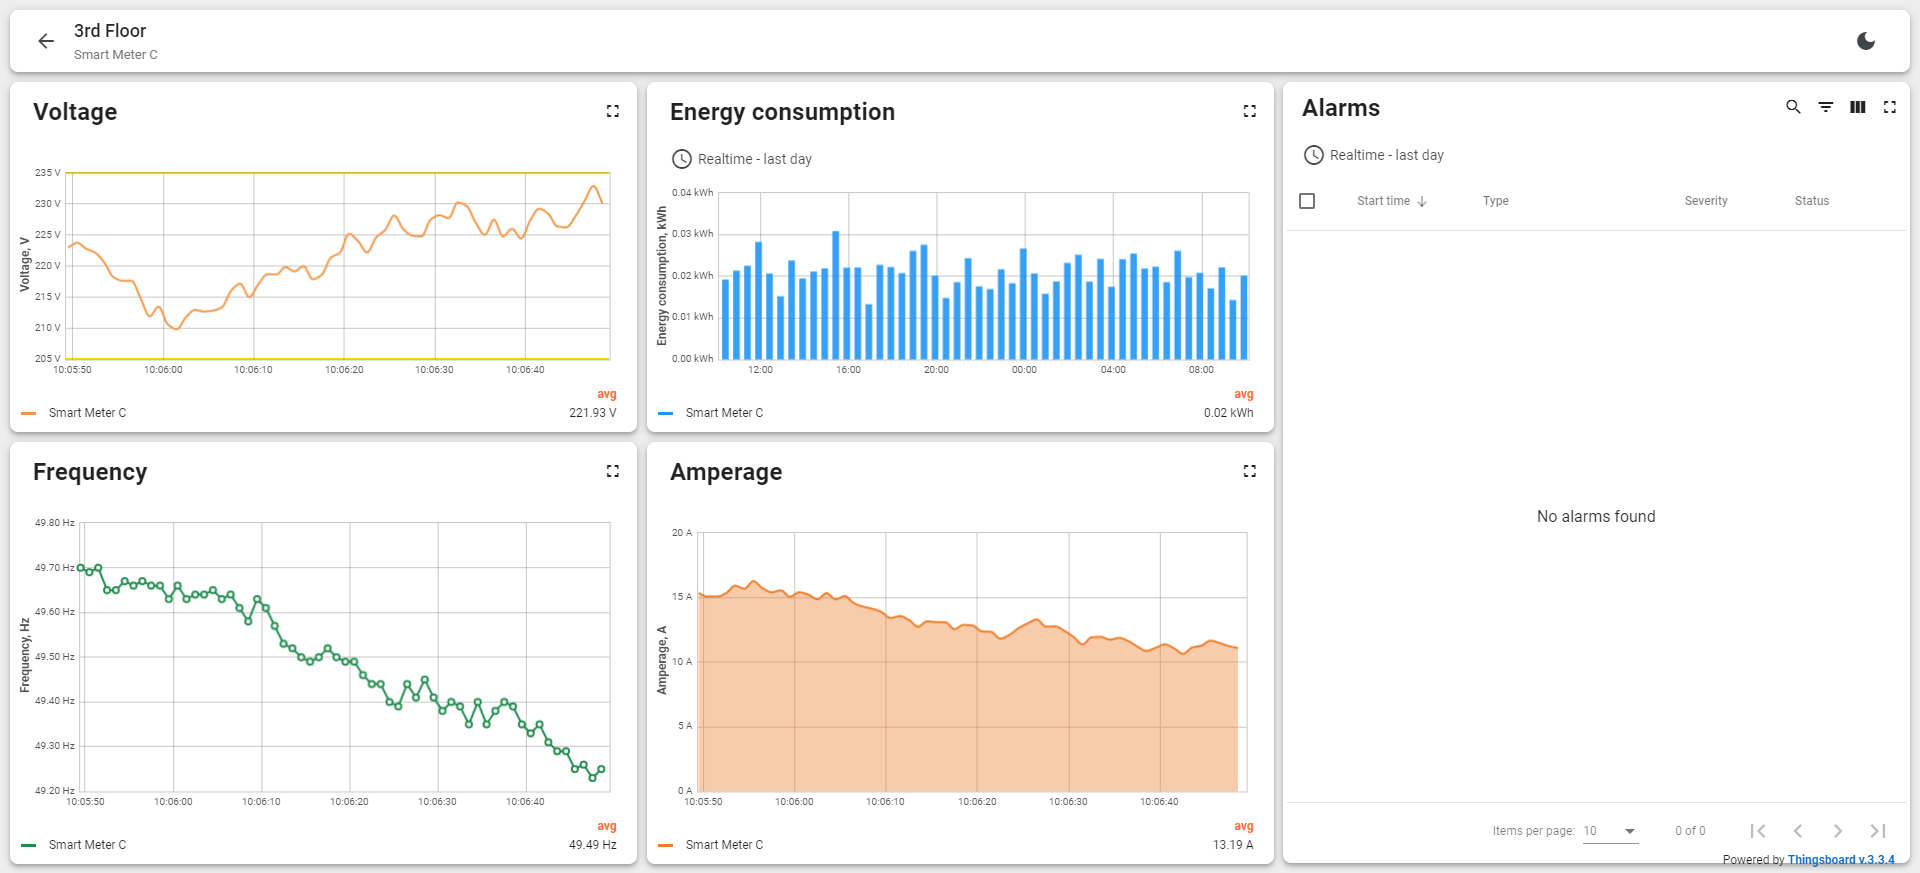 3rd Floor
Smart Meter C
Voltage
235 V
230 V
225 V
220 V
215 V
210 V
205 V
Voltage, V
10:05:50 10:06:00 10:06:10 10:06:20 10:06:30 10:06:40
avg
Smart Meter C 221.93 V
Energy consumption
Realtime - last day
0.04 kWh
0.03 kWh
0.02 kWh
0.01 kWh
0.00 kWh
Energy consumption, kWh
12:00 16:00 20:00 00:00 04:00 08:00
avg
Smart Meter C 0.02 kWh
Alarms
Realtime - last day
Start time Type Severity Status
No alarms found
Items per page: 10 0 of 0
Frequency
49.80 Hz
49.70 Hz
49.60 Hz
49.50 Hz
49.40 Hz
49.30 Hz
49.20 Hz
Frequency, Hz
10:05:50 10:06:00 10:06:10 10:06:20 10:06:30 10:06:40
avg
Smart Meter C 49.49 Hz
Amperage
20 A
15 A
10 A
5 A
0 A
Amperage, A
10:05:50 10:06:00 10:06:10 10:06:20 10:06:30 10:06:40
avg
Smart Meter C 13.19 A
Powered by Thingsboard v.3.3.4